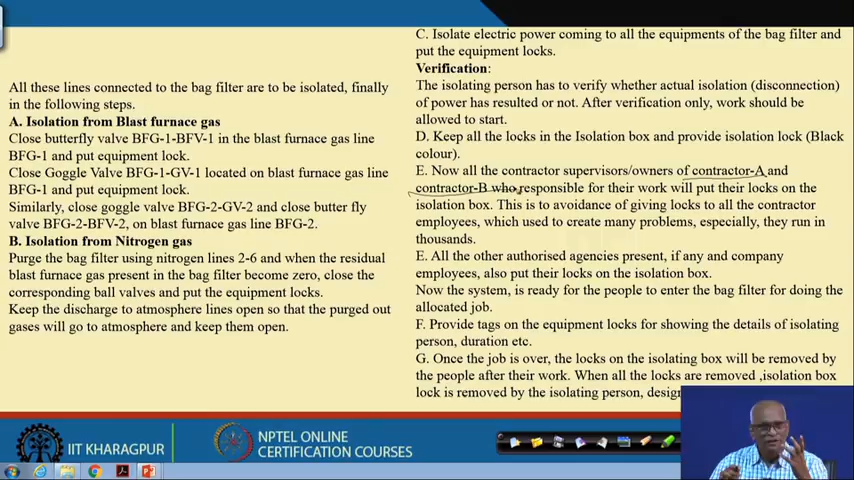 All these lines connected to the bag filter are to be isolated, finally
in the following steps.
A. Isolation from Blast furnace gas
Close butterfly valve BFG-1-BFV-1 in the blast furnace gas line
BFG-1 and put equipment lock.
Close Goggle Valve BFG-1-GV-1 located on blast furnace gas line
BFG-1 and put equipment lock.
Similarly, close goggle valve BFG-2-GV-2 and close butter fly
valve BFG-2-BFV-2, on blast furnace gas line BFG-2.
B. Isolation from Nitrogen gas
Purge the bag filter using nitrogen lines 2-6 and when the residual
blast furnace gas present in the bag filter become zero, close the
corresponding ball valves and put the equipment locks.
Keep the discharge to atmosphere lines open so that the purged out
gases will go to atmosphere and keep them open.
C. Isolate electric power coming to all the equipments of the bag filter and
put the equipment locks.
Verification:
The isolating person has to verify whether actual isolation (disconnection)
of power has resulted or not. After verification only, work should be
allowed to start.
D. Keep all the locks in the Isolation box and provide isolation lock (Black
colour).
E. Now all the contractor supervisors/owners of contractor-A and
contractor-B who responsible for their work will put their locks on the
isolation box. This is to avoidance of giving locks to all the contractor
employees, which used to create many problems, especially, they run in
thousands.
E. All the other authorised agencies present, if any and company
employees, also put their locks on the isolation box.
Now the system, is ready for the people to enter the bag filter for doing the
allocated job.
F. Provide tags on the equipment locks for showing the details of isolating
person, duration etc.
G. Once the job is over, the locks on the isolating box will be removed by
the people after their work. When all the locks are removed ,isolation box
lock is removed by the isolating person, desig
IIT KHARAGPUR
NPTEL ONLINE
CERTIFICATION COURSES